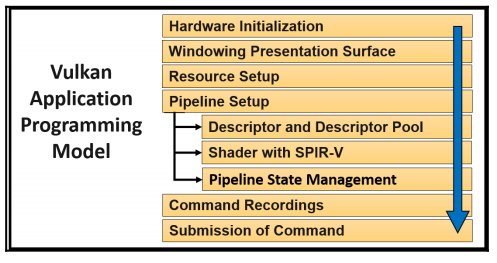 Vulkan
Application
Programming
Model
Hardware Initialization
Windowing Presentation Surface
Resource Setup
Pipeline Setup
Descriptor and Descriptor Pool
Shader with SPIR-V
Pipeline State Management
Command Recordings
Submission of Command